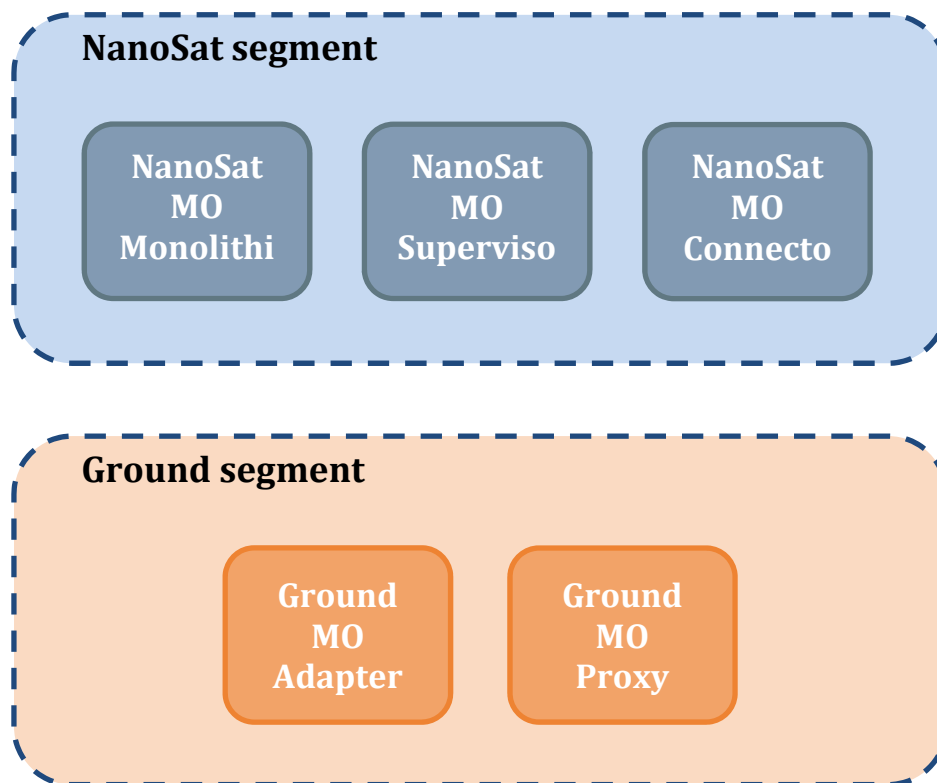 NanoSat segment
NanoSat
MO
Monolithi
NanoSat
MO
Superviso
NanoSat
MO
Connecto
Ground segment
Ground
MO
Adapter
Ground
MO
Proxy